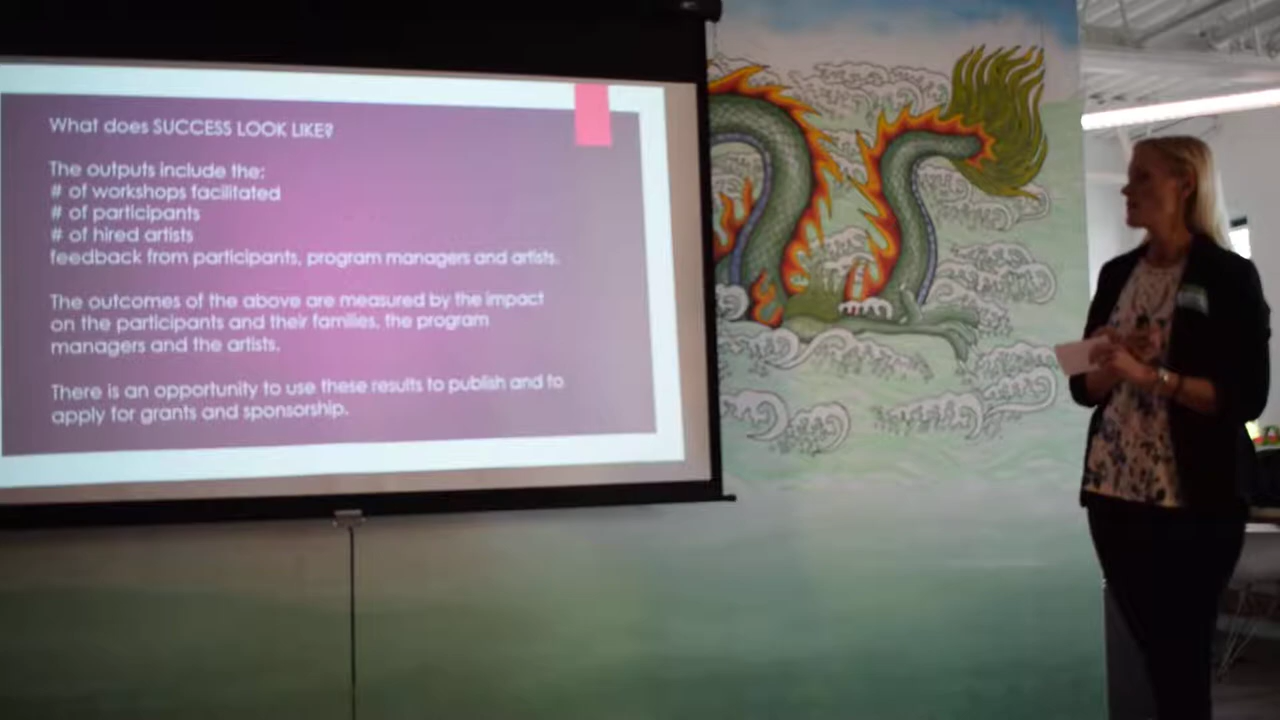 What does SUCCESS LOOK LIKE?
The outputs include the:
# of workshops facilitated
# of participants
# of hired artists
feedback from participants, program managers and artists.
The outcomes of the above are measured by the impact
on the participants and their families, the program
managers and the artists.
There is an opportunity to use these results to publish and to
apply for grants and sponsorship.